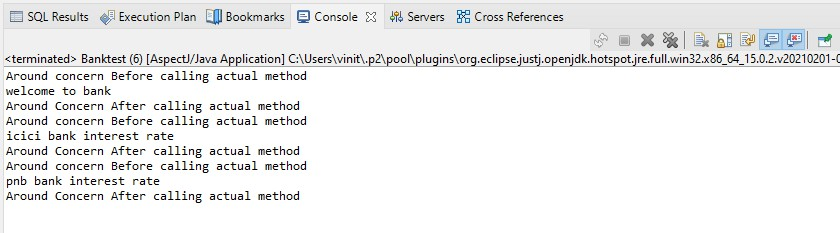 SQL Results Execution Plan Bookmarks Console Servers Cross References
<terminated> Banktest (6) [AspectJ/Java Application] C:\Users\vinit\.p2\pool\plugins\org.eclipse.justj.openjdk.hotspot.jre.full.win32.x86_64_15.0.2.v20210201-0
Around concern Before calling actual method
welcome to bank
Around Concern After calling actual method
Around concern Before calling actual method
icici bank interest rate
Around Concern After calling actual method
Around concern Before calling actual method
pnb bank interest rate
Around Concern After calling actual method